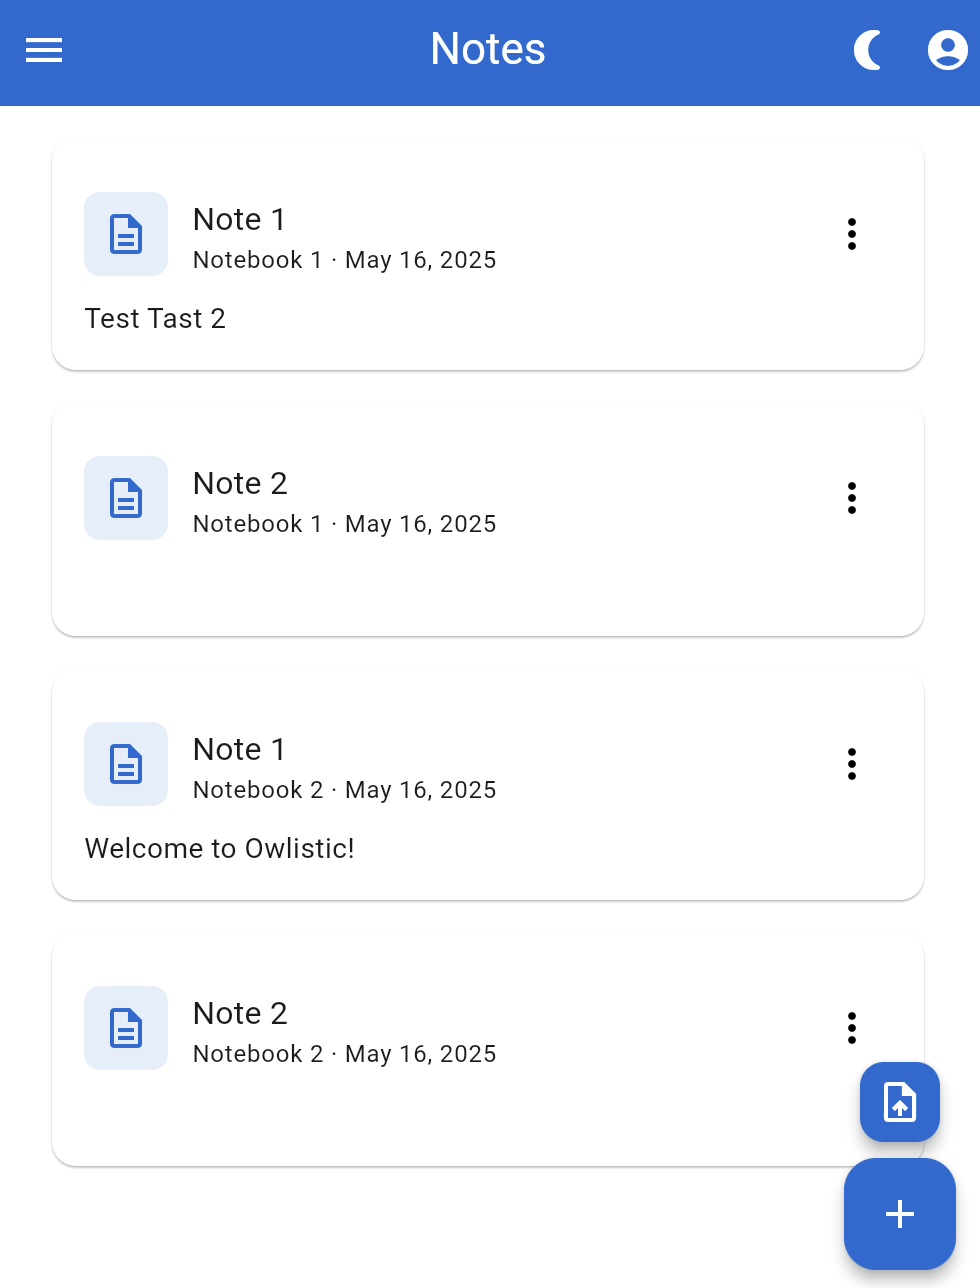 Notes
Note 1
Notebook 1 · May 16, 2025
Test Tast 2
Note 2
Notebook 1 · May 16, 2025
Note 1
Notebook 2 · May 16, 2025
Welcome to Owlistic!
Note 2
Notebook 2 · May 16, 2025